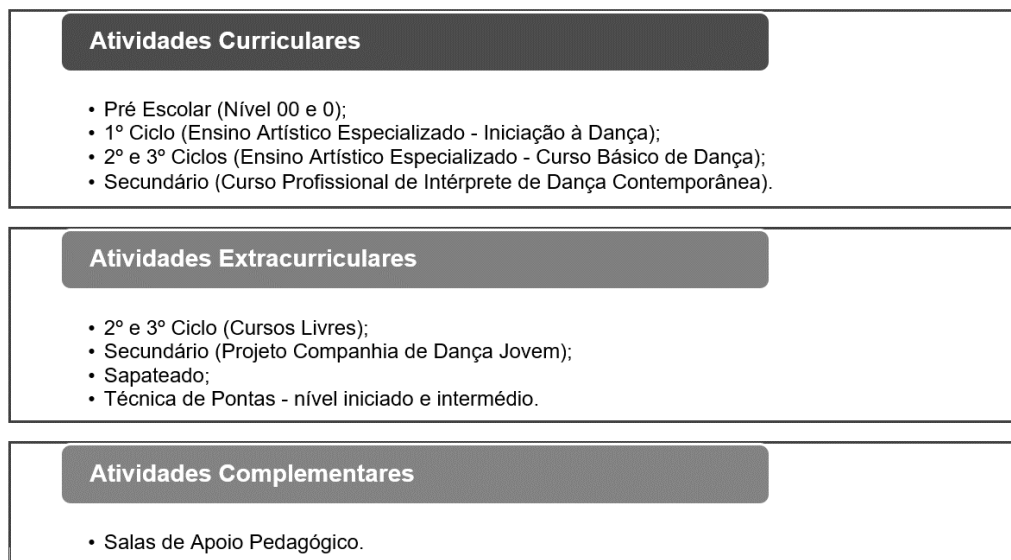 Atividades Curriculares
• Pré Escolar (Nível 00 e 0);
• 1º Ciclo (Ensino Artístico Especializado - Iniciação à Dança);
• 2º e 3º Ciclos (Ensino Artístico Especializado - Curso Básico de Dança);
• Secundário (Curso Profissional de Intérprete de Dança Contemporânea).
Atividades Extracurriculares
• 2º e 3º Ciclo (Cursos Livres);
• Secundário (Projeto Companhia de Dança Jovem);
• Sapateado;
• Técnica de Pontas - nível iniciado e intermédio.
Atividades Complementares
• Salas de Apoio Pedagógico.